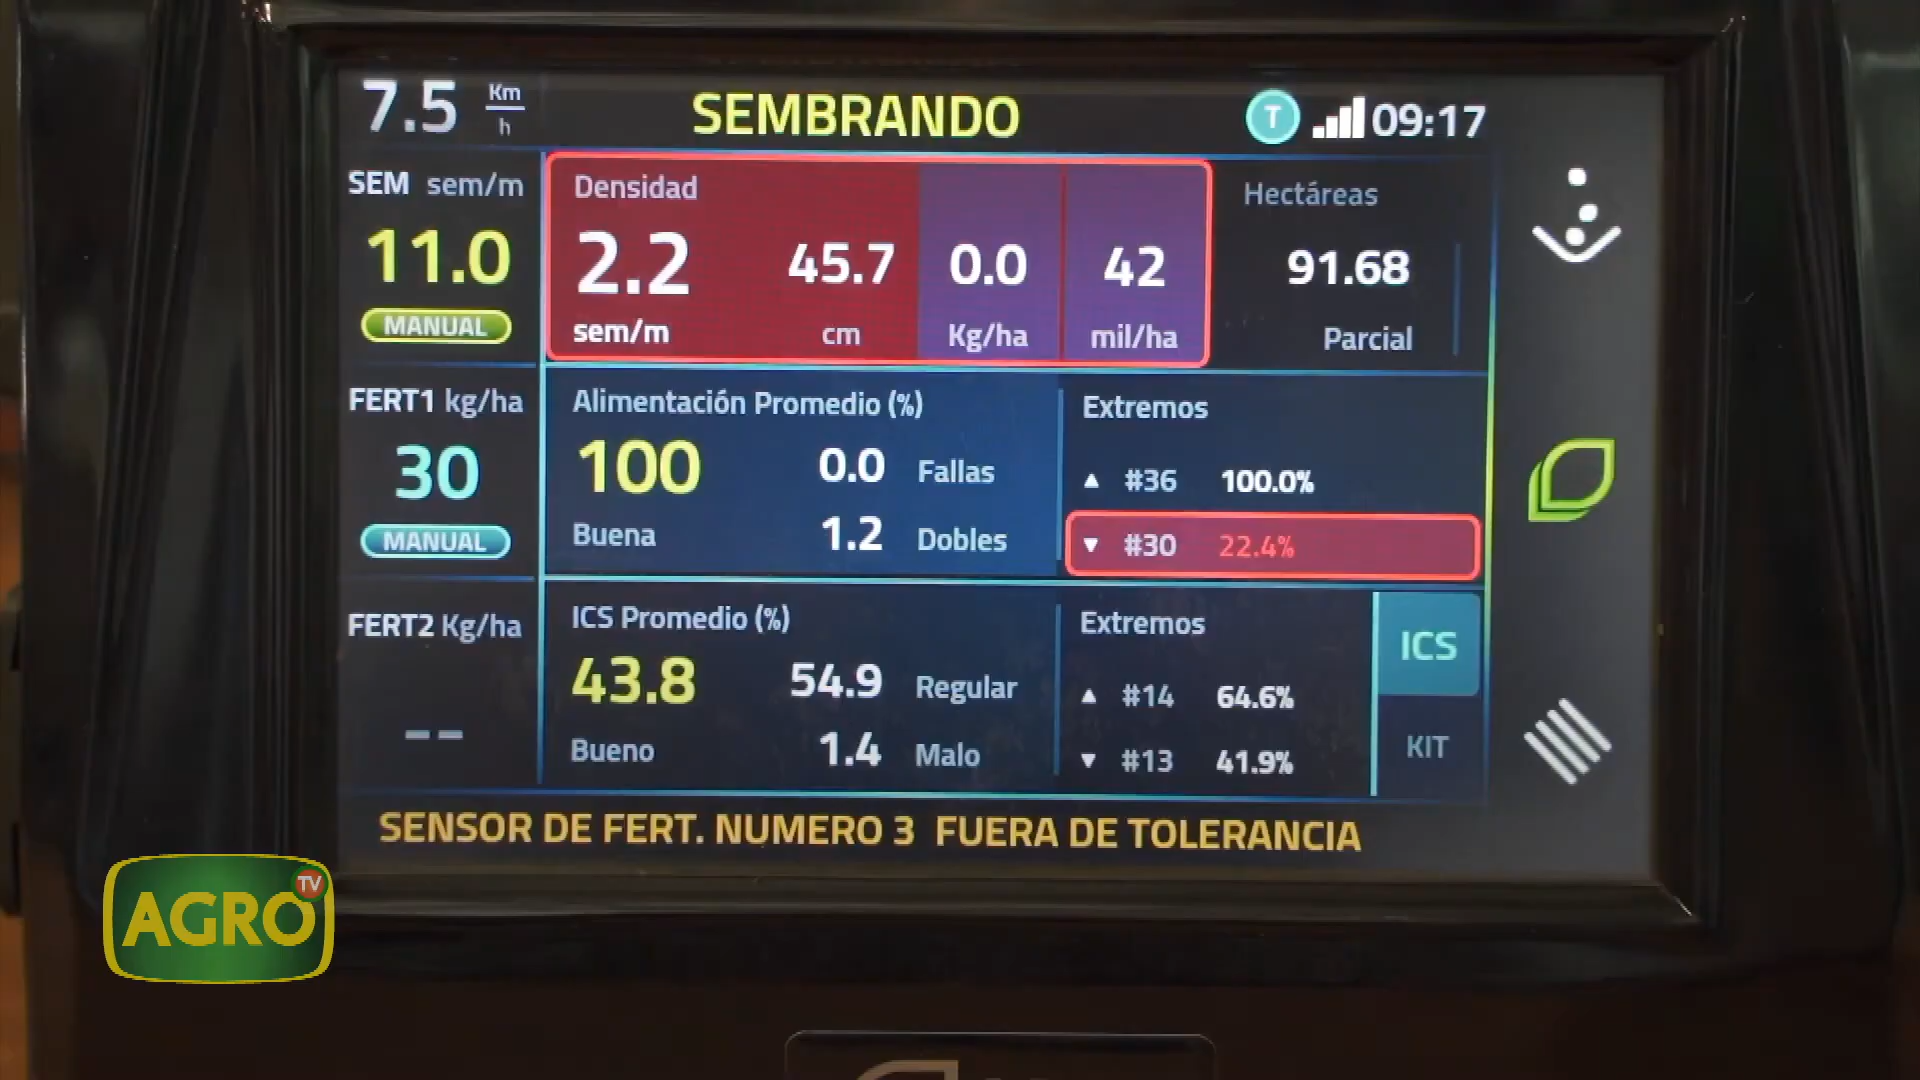 7.5 Km/h
SEMBRANDO
T 09:17
SEM sem/m
11.0
MANUAL
Densidad
2.2 45.7 0.0 42
sem/m cm Kg/ha mil/ha
Hectáreas
91.68
Parcial
FERT1 kg/ha
30
MANUAL
Alimentación Promedio (%)
100 0.0 Fallas
Buena 1.2 Dobles
Extremos
▲ #36 100.0%
▼ #30 22.4%
FERT2 Kg/ha
--
ICS Promedio (%)
43.8 54.9 Regular
Bueno 1.4 Malo
Extremos
▲ #14 64.6%
▼ #13 41.9%
ICS
KIT
SENSOR DE FERT. NUMERO 3 FUERA DE TOLERANCIA
AGRO TV